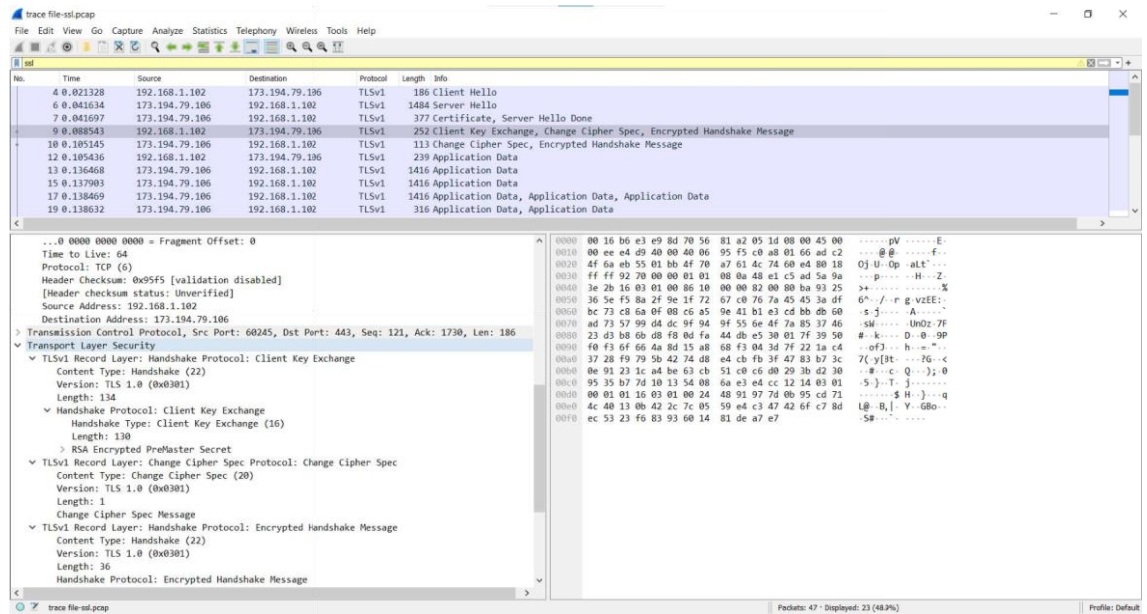 trace file-ssl.pcap
File Edit View Go Capture Analyze Statistics Telephony Wireless Tools Help
ssl
No. Time Source Destination Protocol Length Info
4 0.021328 192.168.1.102 173.194.79.106 TLSv1 186 Client Hello
6 0.041634 173.194.79.106 192.168.1.102 TLSv1 1484 Server Hello
7 0.041697 173.194.79.106 192.168.1.102 TLSv1 377 Certificate, Server Hello Done
9 0.088543 192.168.1.102 173.194.79.106 TLSv1 252 Client Key Exchange, Change Cipher Spec, Encrypted Handshake Message
10 0.105145 173.194.79.106 192.168.1.102 TLSv1 113 Change Cipher Spec, Encrypted Handshake Message
12 0.105436 192.168.1.102 173.194.79.106 TLSv1 239 Application Data
13 0.136468 173.194.79.106 192.168.1.102 TLSv1 1416 Application Data
15 0.137903 173.194.79.106 192.168.1.102 TLSv1 1416 Application Data
17 0.138469 173.194.79.106 192.168.1.102 TLSv1 1416 Application Data, Application Data, Application Data
19 0.138632 173.194.79.106 192.168.1.102 TLSv1 316 Application Data, Application Data
...0 0000 0000 0000 = Fragment Offset: 0
Time to Live: 64
Protocol: TCP (6)
Header Checksum: 0x95f5 [validation disabled]
[Header checksum status: Unverified]
Source Address: 192.168.1.102
Destination Address: 173.194.79.106
Transmission Control Protocol, Src Port: 60245, Dst Port: 443, Seq: 121, Ack: 1730, Len: 186
Transport Layer Security
TLSv1 Record Layer: Handshake Protocol: Client Key Exchange
Content Type: Handshake (22)
Version: TLS 1.0 (0x0301)
Length: 134
Handshake Protocol: Client Key Exchange
Handshake Type: Client Key Exchange (16)
Length: 130
RSA Encrypted PreMaster Secret
TLSv1 Record Layer: Change Cipher Spec Protocol: Change Cipher Spec
Content Type: Change Cipher Spec (20)
Version: TLS 1.0 (0x0301)
Length: 1
Change Cipher Spec Message
TLSv1 Record Layer: Handshake Protocol: Encrypted Handshake Message
Content Type: Handshake (22)
Version: TLS 1.0 (0x0301)
Length: 36
Handshake Protocol: Encrypted Handshake Message
0000 00 16 b6 e3 e9 8d 70 56 81 a2 05 1d 08 00 45 00
0010 00 ee e4 d9 40 00 40 06 95 f5 c0 a8 01 66 ad c2
0020 4f 6a eb 55 01 bb 4f 70 a7 61 4c 74 60 e4 80 18
0030 ff ff 92 70 00 00 01 01 08 0a 48 e1 c5 ad 5a 9a
0040 3e 2b 16 03 01 00 86 10 00 00 82 00 80 ba 93 25
0050 36 5e f5 8a 2f 9e 1f 72 67 c0 76 7a 45 45 3a df
0060 bc 73 c8 6a 0f 08 c6 a5 9e 41 b1 e3 cd bb db 60
0070 ad 73 57 99 d4 dc 9f 94 9f 55 6e 4f 7a 85 37 46
0080 23 d3 b8 6b d8 f8 0d fa 44 db e5 30 01 7f 39 50
0090 f0 f3 6f 66 4a 8d 15 a8 68 f3 04 3d 7f 22 1a c4
00a0 37 28 f9 79 5b 42 74 d8 e4 cb fb 3f 47 83 b7 3c
00b0 0e 91 23 1c a4 be 63 cb 51 c0 c6 d0 29 3b d2 30
00c0 95 35 b7 7d 10 13 54 08 6a e3 e4 cc 12 14 03 01
00d0 00 01 01 16 03 01 00 24 48 91 97 7d 0b 95 cd 71
00e0 4c 40 13 0b 42 2c 7c 05 59 e4 c3 47 42 6f c7 8d
00f0 ec 53 23 f6 83 93 60 14 81 de a7 e7
trace file-ssl.pcap
Packets: 47 · Displayed: 23 (48.9%)
Profile: Default